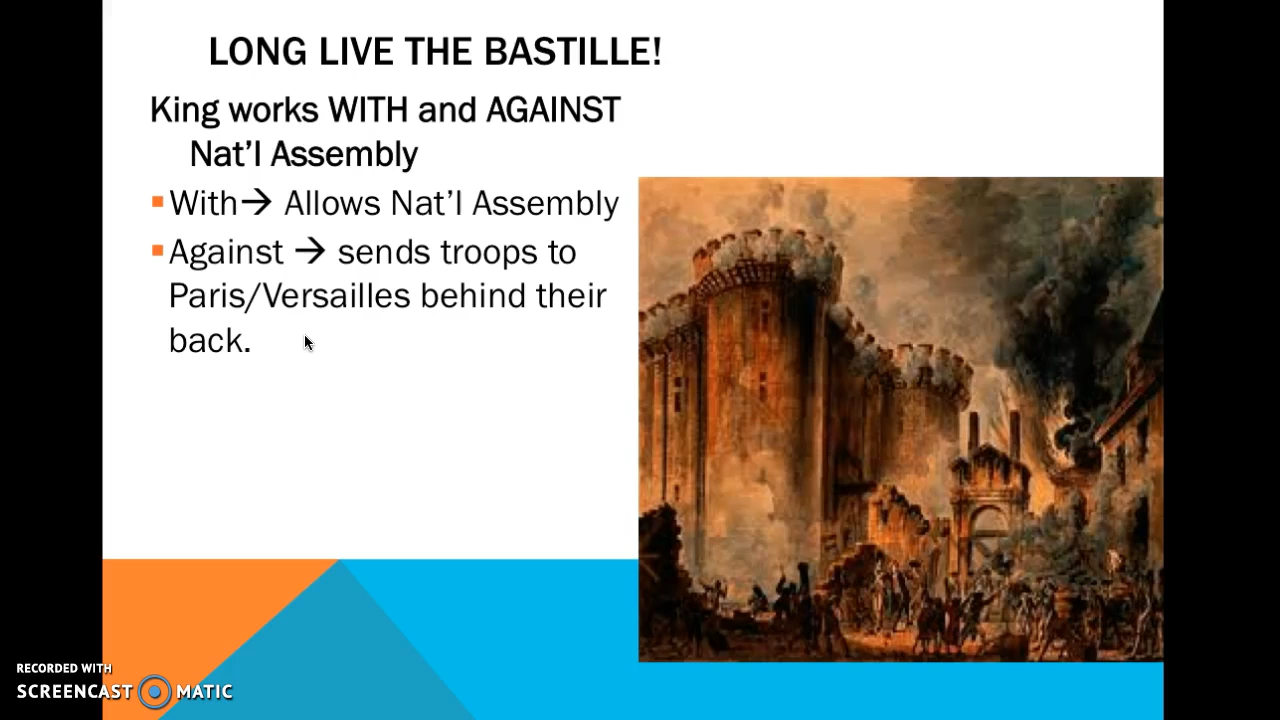 LONG LIVE THE BASTILLE!
King works WITH and AGAINST
Nat’l Assembly
With→ Allows Nat’l Assembly
Against → sends troops to
Paris/Versailles behind their
back.
RECORDED WITH
SCREENCAST MATIC